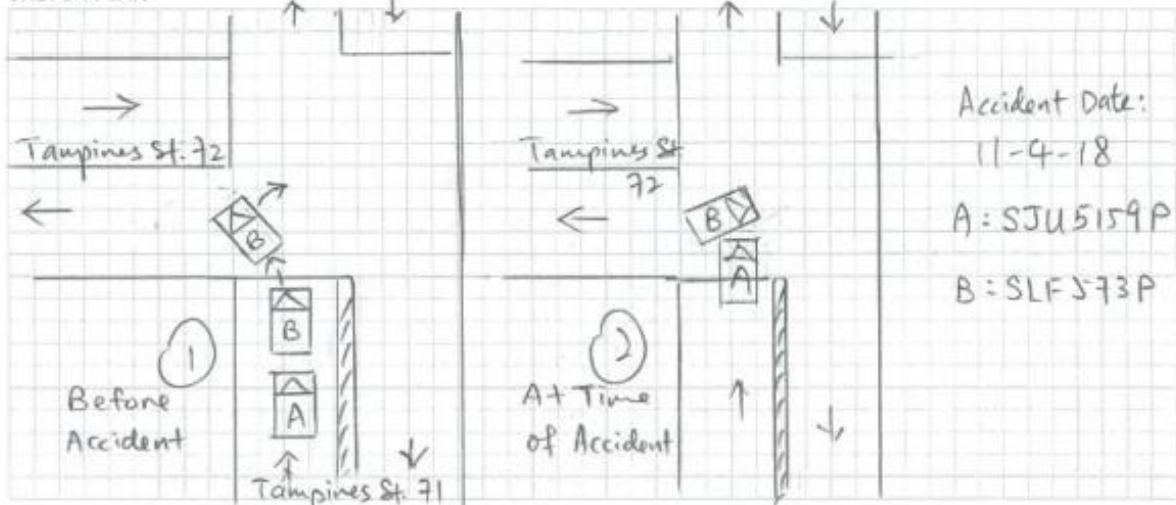 Tampines St. 72
B
B
A
1
Before
Accident
Tampines St. 71
Tampines St
72
B
A
2
At Time
of Accident
Accident Date:
11-4-18
A: SJU5159P
B: SLF573P